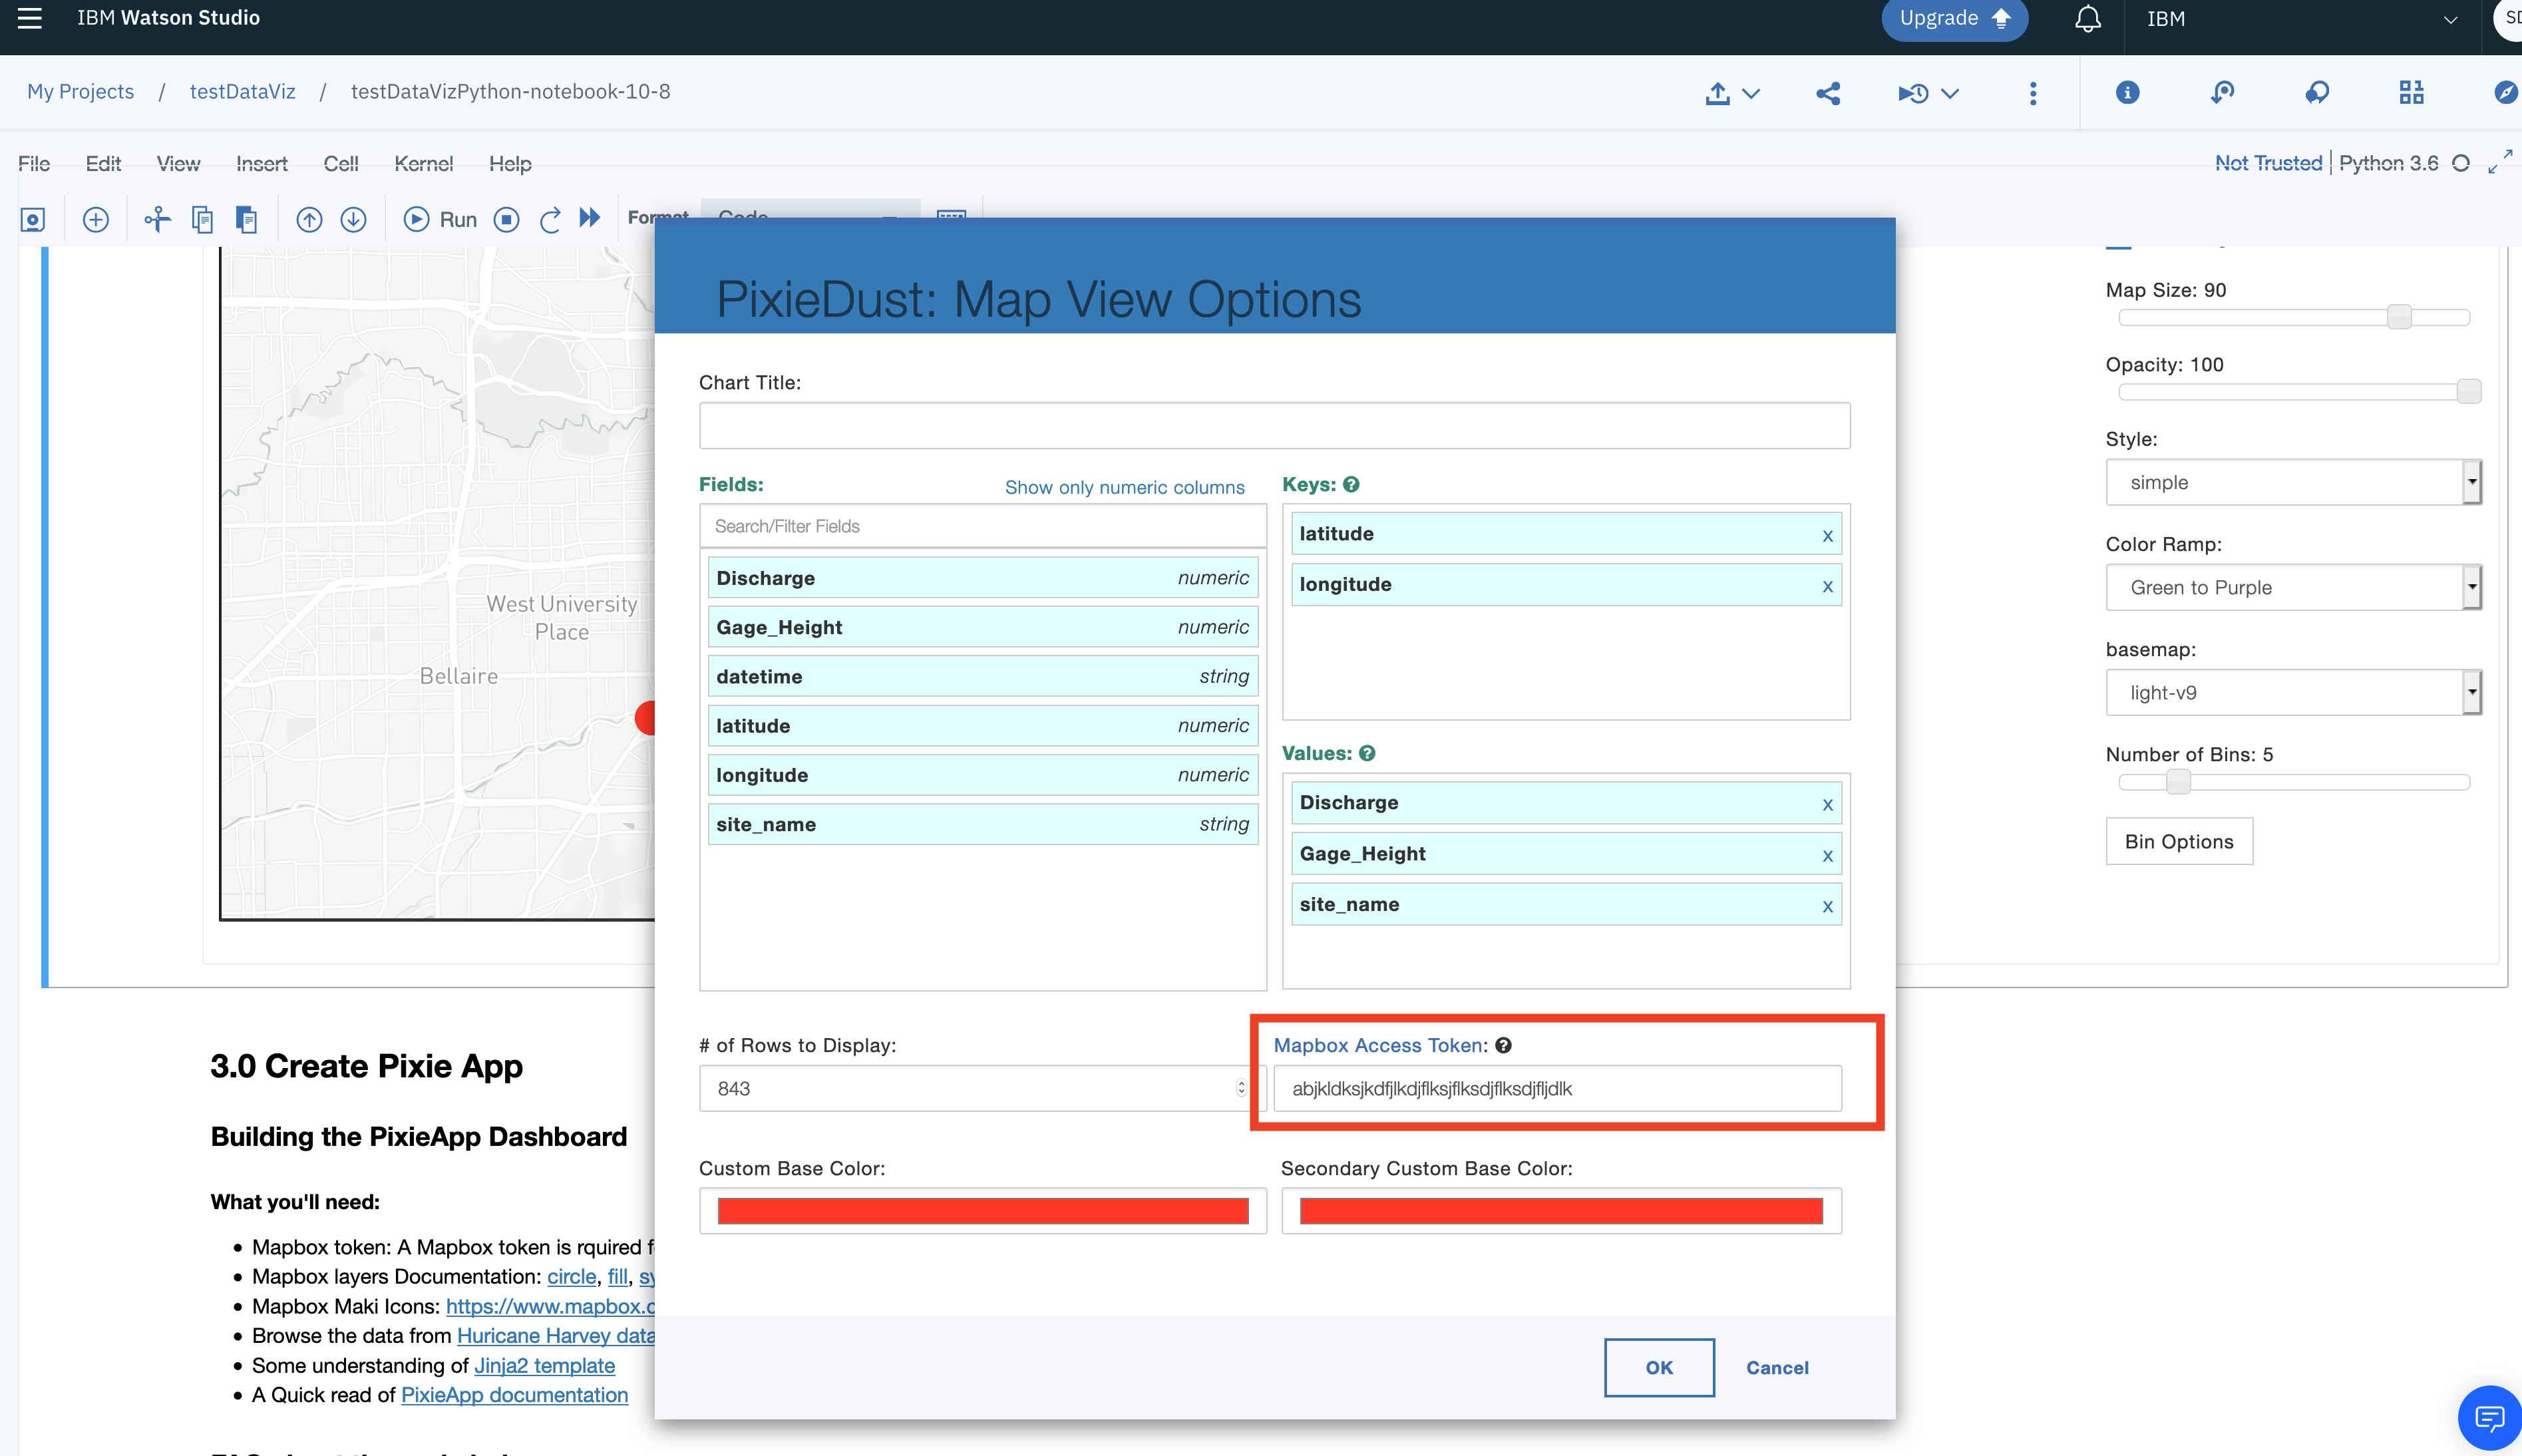 IBM Watson Studio
Upgrade
IBM
My Projects / testDataViz / testDataVizPython-notebook-10-8
File Edit View Insert Cell Kernel Help
Not Trusted | Python 3.6
Run
Format Code
PixieDust: Map View Options
Chart Title:
Fields:
Show only numeric columns
Search/Filter Fields
Discharge numeric
Gage_Height numeric
datetime string
latitude numeric
longitude numeric
site_name string
Keys:
latitude x
longitude x
Values:
Discharge x
Gage_Height x
site_name x
# of Rows to Display:
843
Mapbox Access Token:
abjkldksjkdfjlkdjflksjflksdjflksdjfljdlk
Custom Base Color:
Secondary Custom Base Color:
OK
Cancel
West University
Place
Bellaire
Map Size: 90
Opacity: 100
Style:
simple
Color Ramp:
Green to Purple
basemap:
light-v9
Number of Bins: 5
Bin Options
3.0 Create Pixie App
Building the PixieApp Dashboard
What you'll need:
Mapbox token: A Mapbox token is rquired
Mapbox layers Documentation: circle, fill,
Mapbox Maki Icons: https://www.mapbox.c
Browse the data from Huricane Harvey data
Some understanding of Jinja2 template
A Quick read of PixieApp documentation